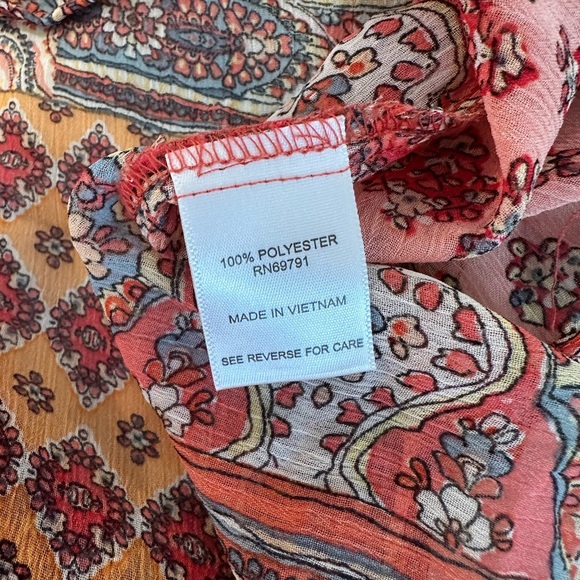 100% POLYESTER
RN69791
MADE IN VIETNAM
SEE REVERSE FOR CARE